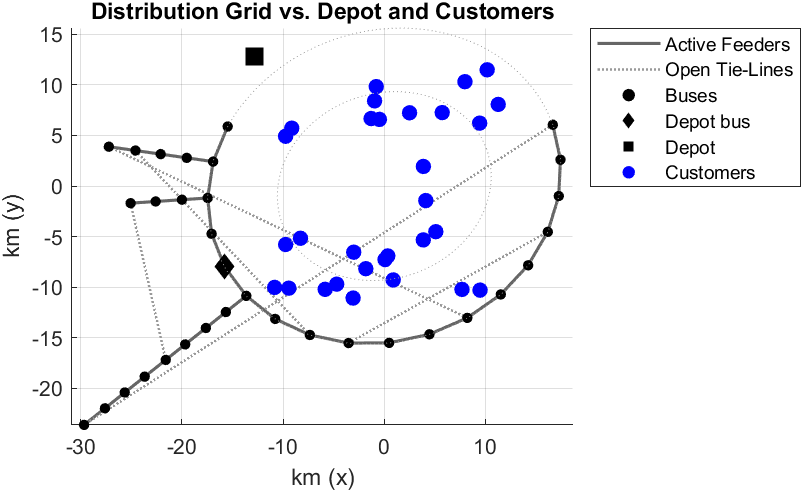 Distribution Grid vs. Depot and Customers
15
10
5
0
-5
-10
-15
-20
km (y)
-30
-20
-10
0
10
km (x)
Active Feeders
Open Tie-Lines
Buses
Depot bus
Depot
Customers